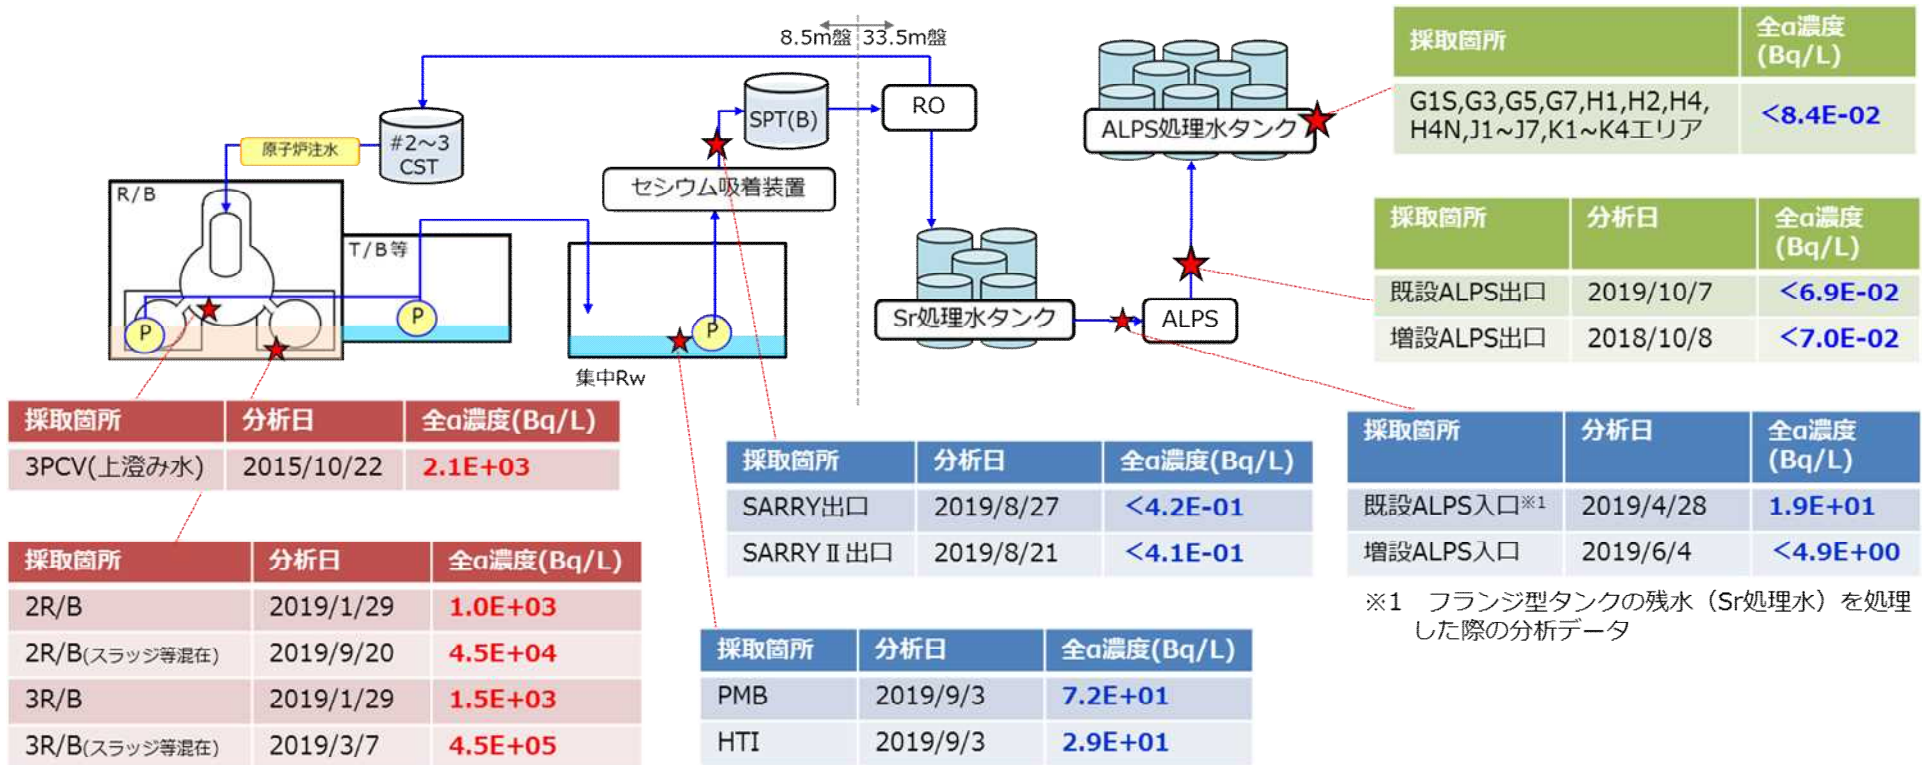 8.5m盤 33.5m盤
RO
SPT(B)
#2～3
CST
原子炉注水
R/B
T/B等
P
P
P
セシウム吸着装置
集中Rw
Sr処理水タンク
ALPS
ALPS処理水タンク
採取箇所 全α濃度
(Bq/L)
G1S,G3,G5,G7,H1,H2,H4,
H4N,J1~J7,K1~K4エリア <8.4E-02
採取箇所 分析日 全α濃度
(Bq/L)
既設ALPS出口 2019/10/7 <6.9E-02
増設ALPS出口 2018/10/8 <7.0E-02
採取箇所 分析日 全α濃度
(Bq/L)
既設ALPS入口※1 2019/4/28 1.9E+01
増設ALPS入口 2019/6/4 <4.9E+00
※1 フランジ型タンクの残水（Sr処理水）を処理
した際の分析データ
採取箇所 分析日 全α濃度(Bq/L)
3PCV(上澄み水) 2015/10/22 2.1E+03
採取箇所 分析日 全α濃度(Bq/L)
2R/B 2019/1/29 1.0E+03
2R/B(スラッジ等混在) 2019/9/20 4.5E+04
3R/B 2019/1/29 1.5E+03
3R/B(スラッジ等混在) 2019/3/7 4.5E+05
採取箇所 分析日 全α濃度(Bq/L)
SARRY出口 2019/8/27 <4.2E-01
SARRYⅡ出口 2019/8/21 <4.1E-01
採取箇所 分析日 全α濃度(Bq/L)
PMB 2019/9/3 7.2E+01
HTI 2019/9/3 2.9E+01